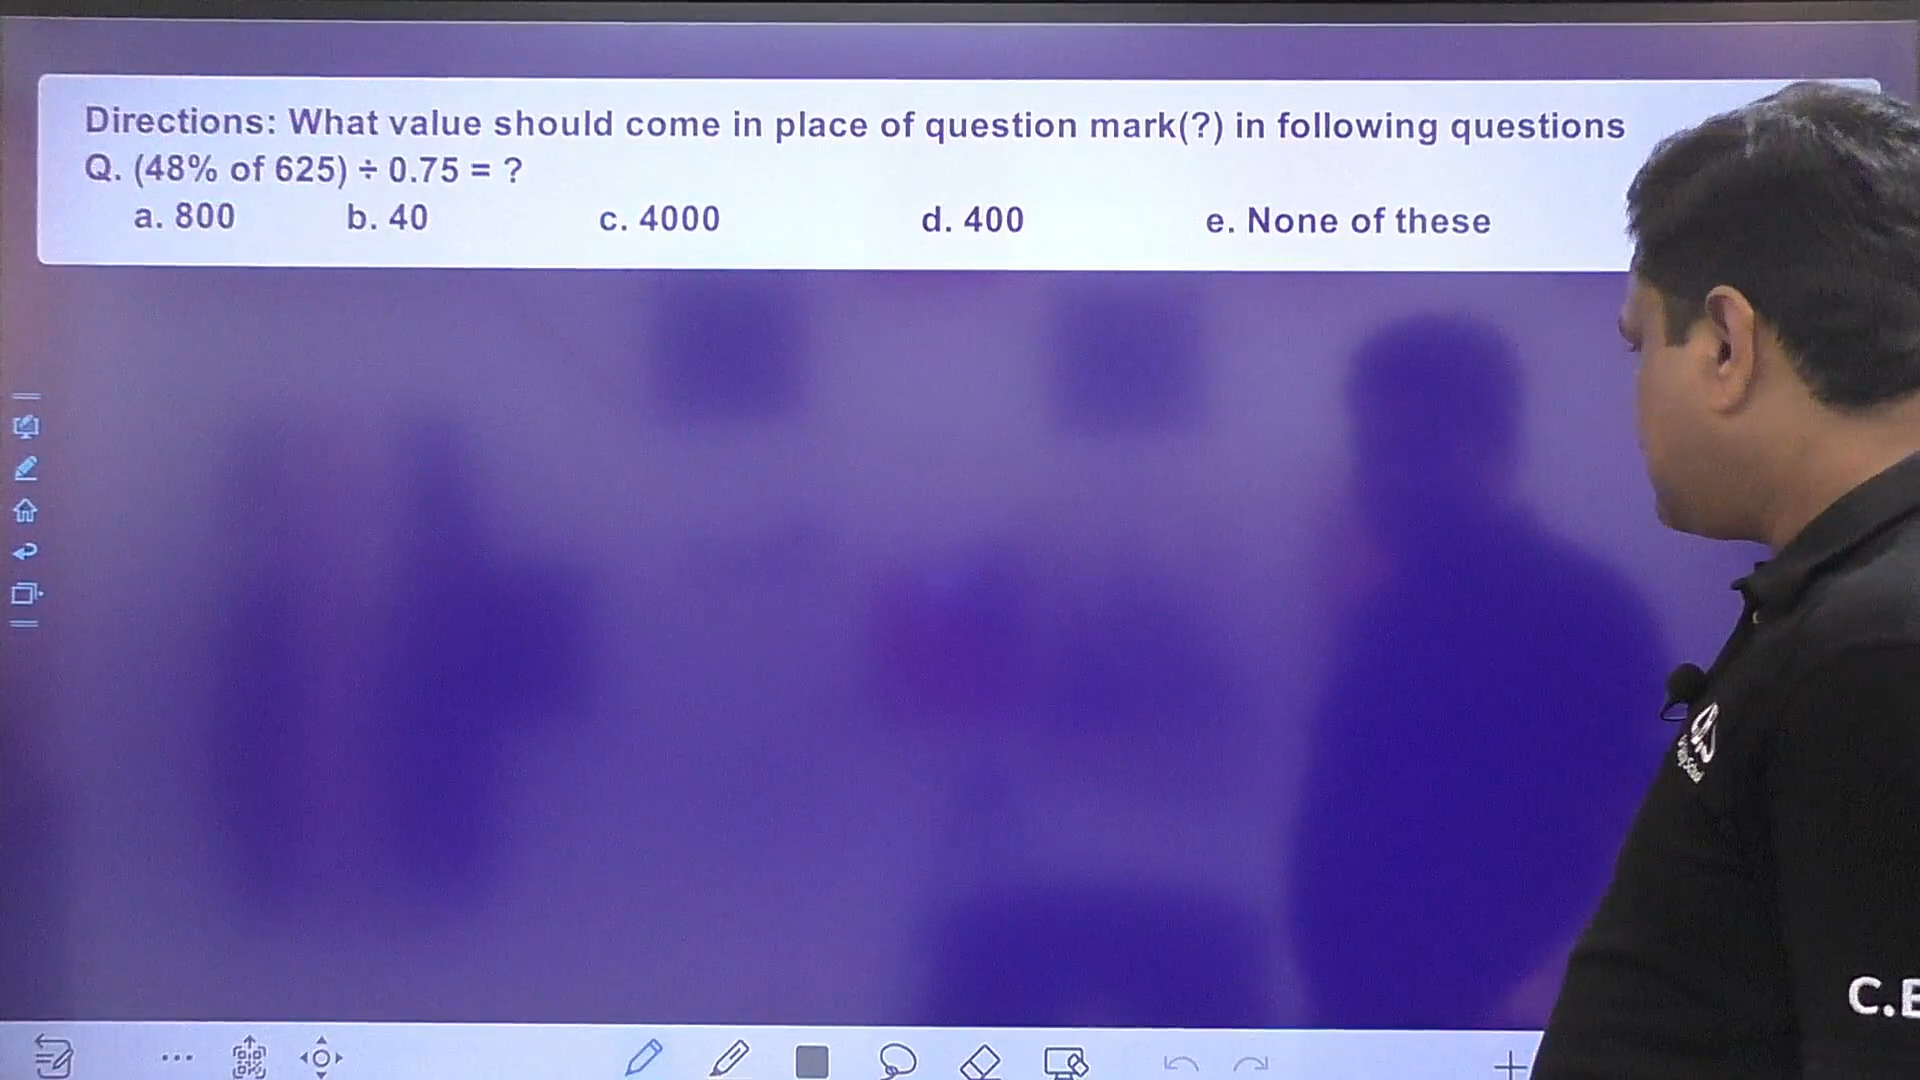 Directions: What value should come in place of question mark(?) in following questions
Q. (48% of 625) ÷ 0.75 = ?
a. 800 b. 40 c. 4000 d. 400 e. None of these
C.E